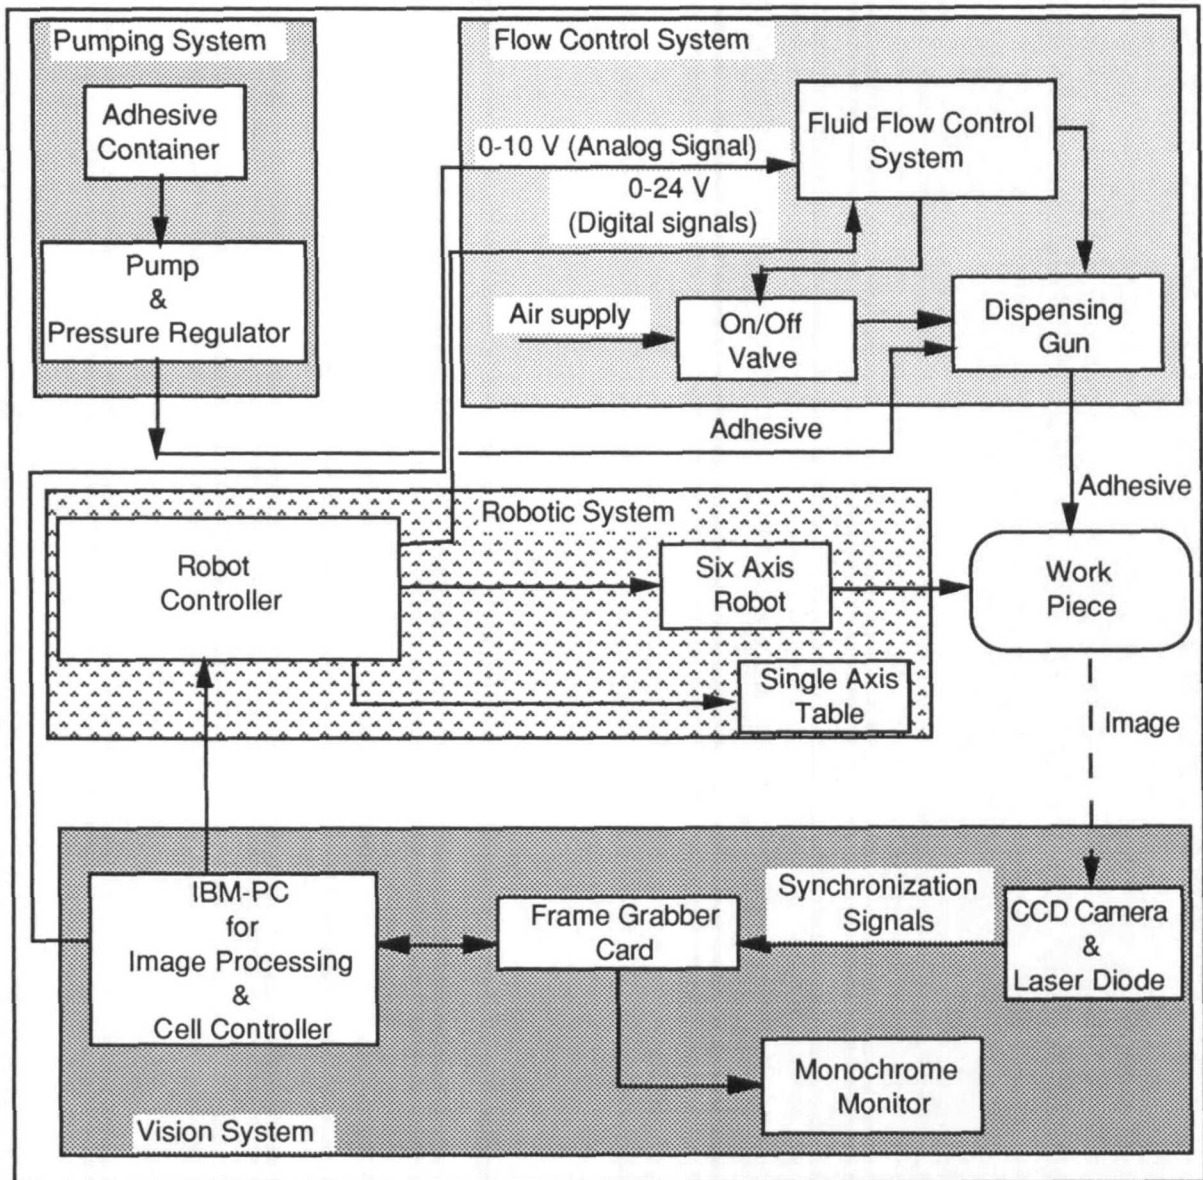 Pumping System
Adhesive
Container
Pump
&
Pressure Regulator
Flow Control System
Fluid Flow Control
System
0-10 V (Analog Signal)
0-24 V
(Digital signals)
Air supply
On/Off
Valve
Dispensing
Gun
Adhesive
Adhesive
Robotic System
Robot
Controller
Six Axis
Robot
Single Axis
Table
Work
Piece
Image
IBM-PC
for
Image Processing
&
Cell Controller
Frame Grabber
Card
Synchronization
Signals
CCD Camera
&
Laser Diode
Monochrome
Monitor
Vision System